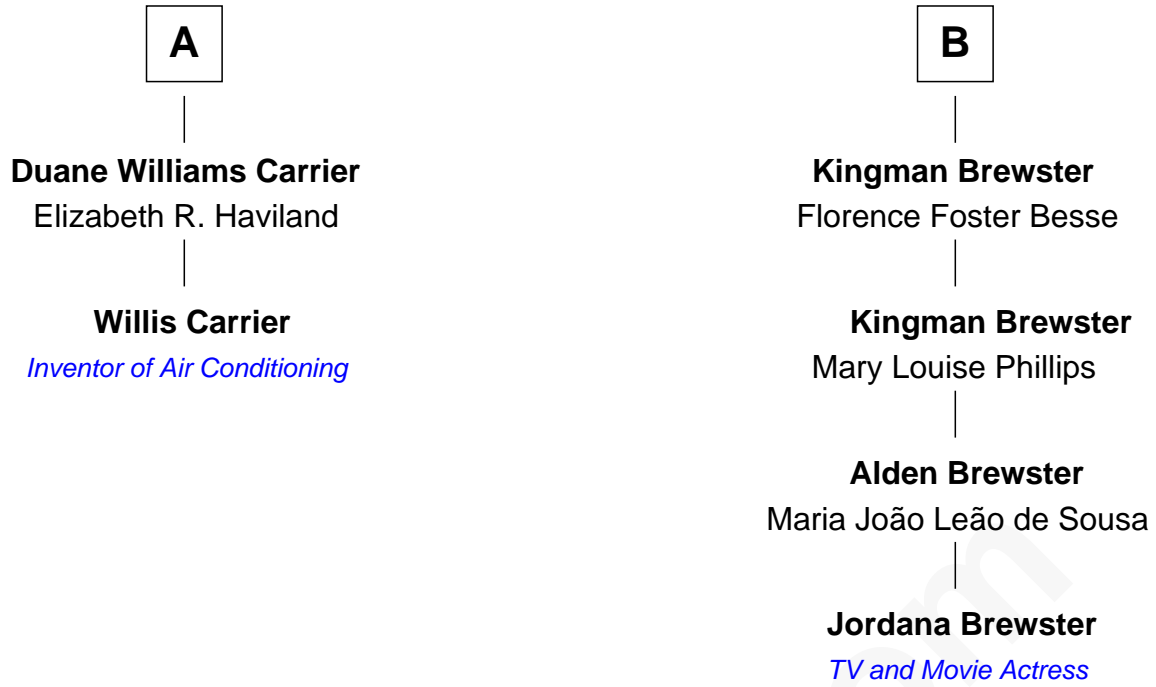 A
Duane Williams Carrier
Elizabeth R. Haviland
Willis Carrier
Inventor of Air Conditioning
B
Kingman Brewster
Florence Foster Besse
Kingman Brewster
Mary Louise Phillips
Alden Brewster
Maria João Leão de Sousa
Jordana Brewster
TV and Movie Actress